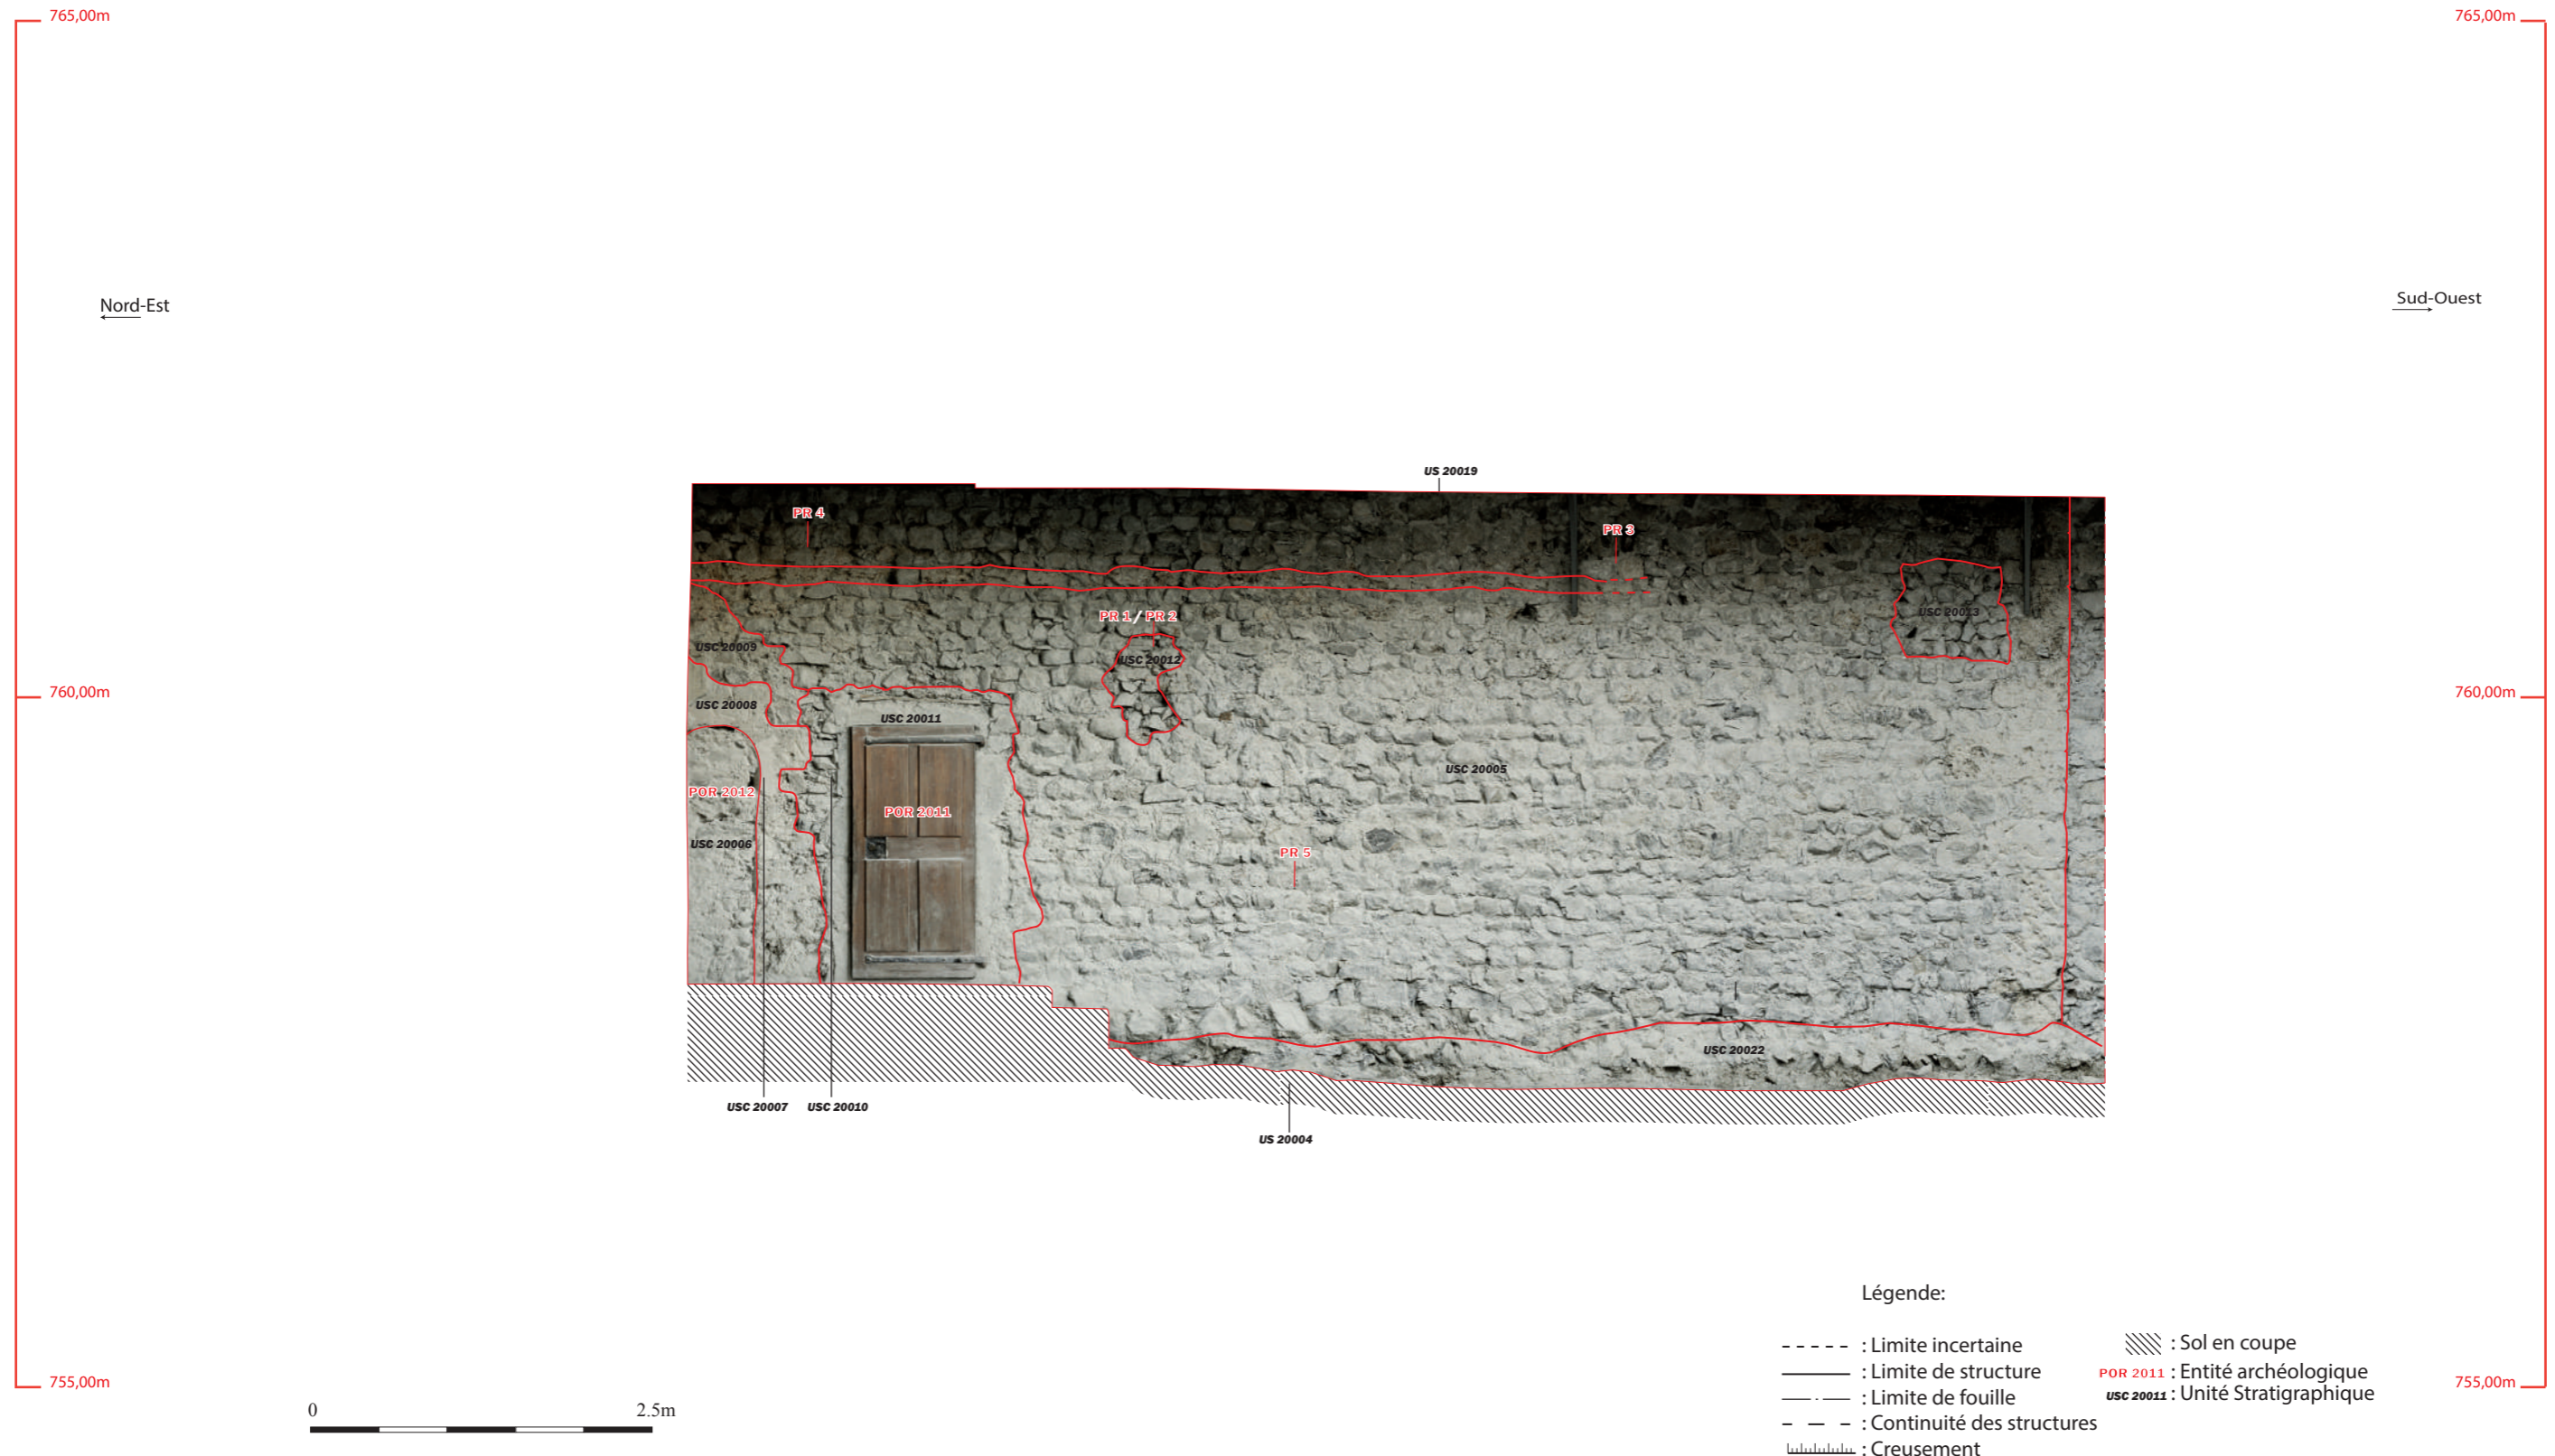 765,00m
765,00m
Nord-Est
Sud-Ouest
US 20019
PR 4
PR 3
PR 1 / PR 2
USC 20013
USC 20009
USC 20012
760,00m
760,00m
USC 20008
USC 20011
USC 20005
POR 2012
POR 2011
USC 20006
PR 5
USC 20022
USC 20007
USC 20010
US 20004
Légende:
: Limite incertaine
: Limite de structure
: Limite de fouille
: Continuité des structures
: Creusement
: Sol en coupe
POR 2011 : Entité archéologique
USC 20011 : Unité Stratigraphique
755,00m
755,00m
0 2.5m